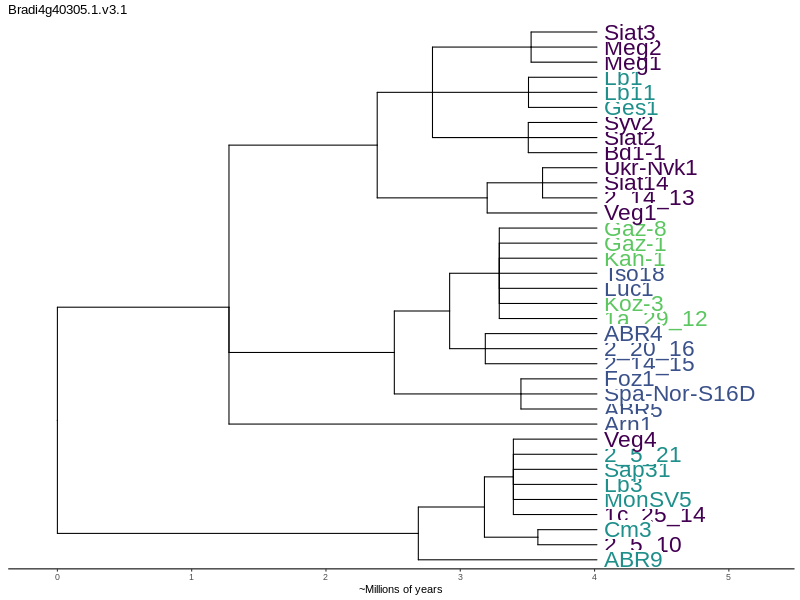 Bradi4g40305.1.v3.1
Siat3
Meg2
Meg1
Lb1
Lb11
Ges1
Syv2
Siat2
Bd1-1
Ukr-Nvk1
Siat14
2_14_13
Veg1
Gaz-8
Gaz-1
Kah-1
Tso18
Luc1
Koz-3
1a_29_12
ABR4
2_20_16
2_14_15
Foz1
Spa-Nor-S16D
ABR5
Arn1
Veg4
2_5_21
Sap31
Lb3
MonSV5
1c_25_14
Cm3
2_5_10
ABR9
0 1 2 3 4 5
~Millions of years